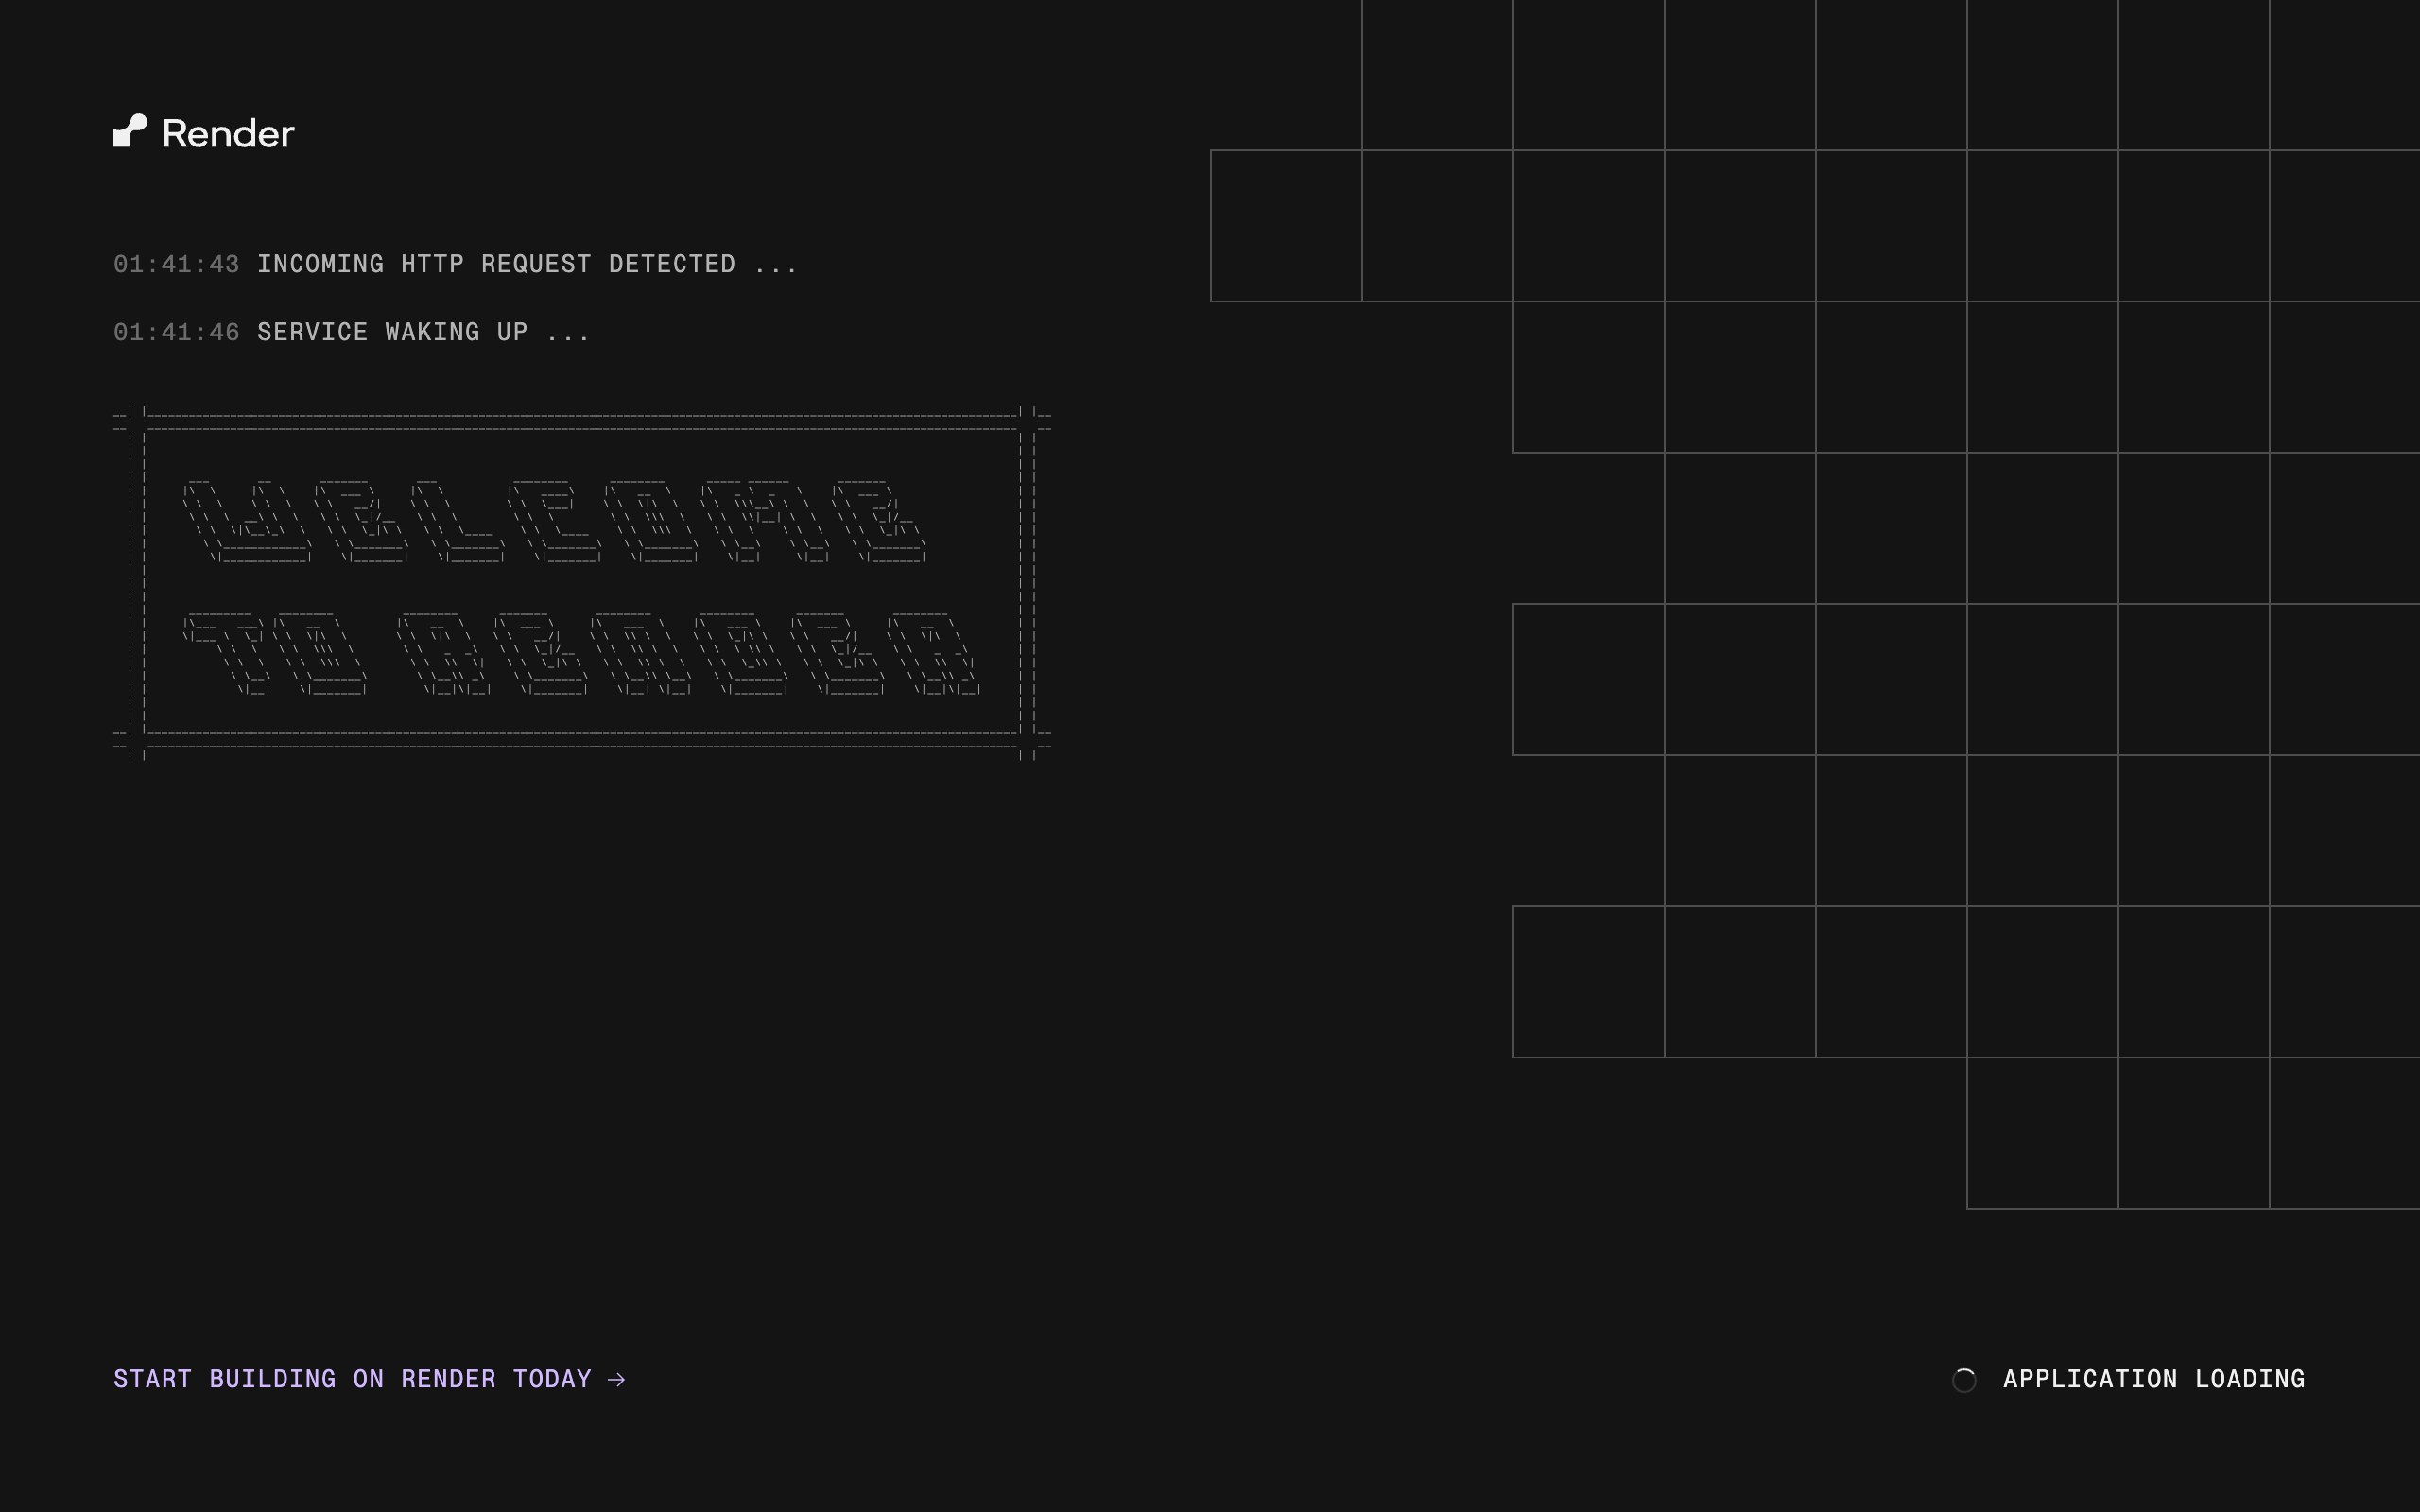 Render
01:41:43 INCOMING HTTP REQUEST DETECTED ...
01:41:46 SERVICE WAKING UP ...
WELCOME
TO RENDER
START BUILDING ON RENDER TODAY →
APPLICATION LOADING